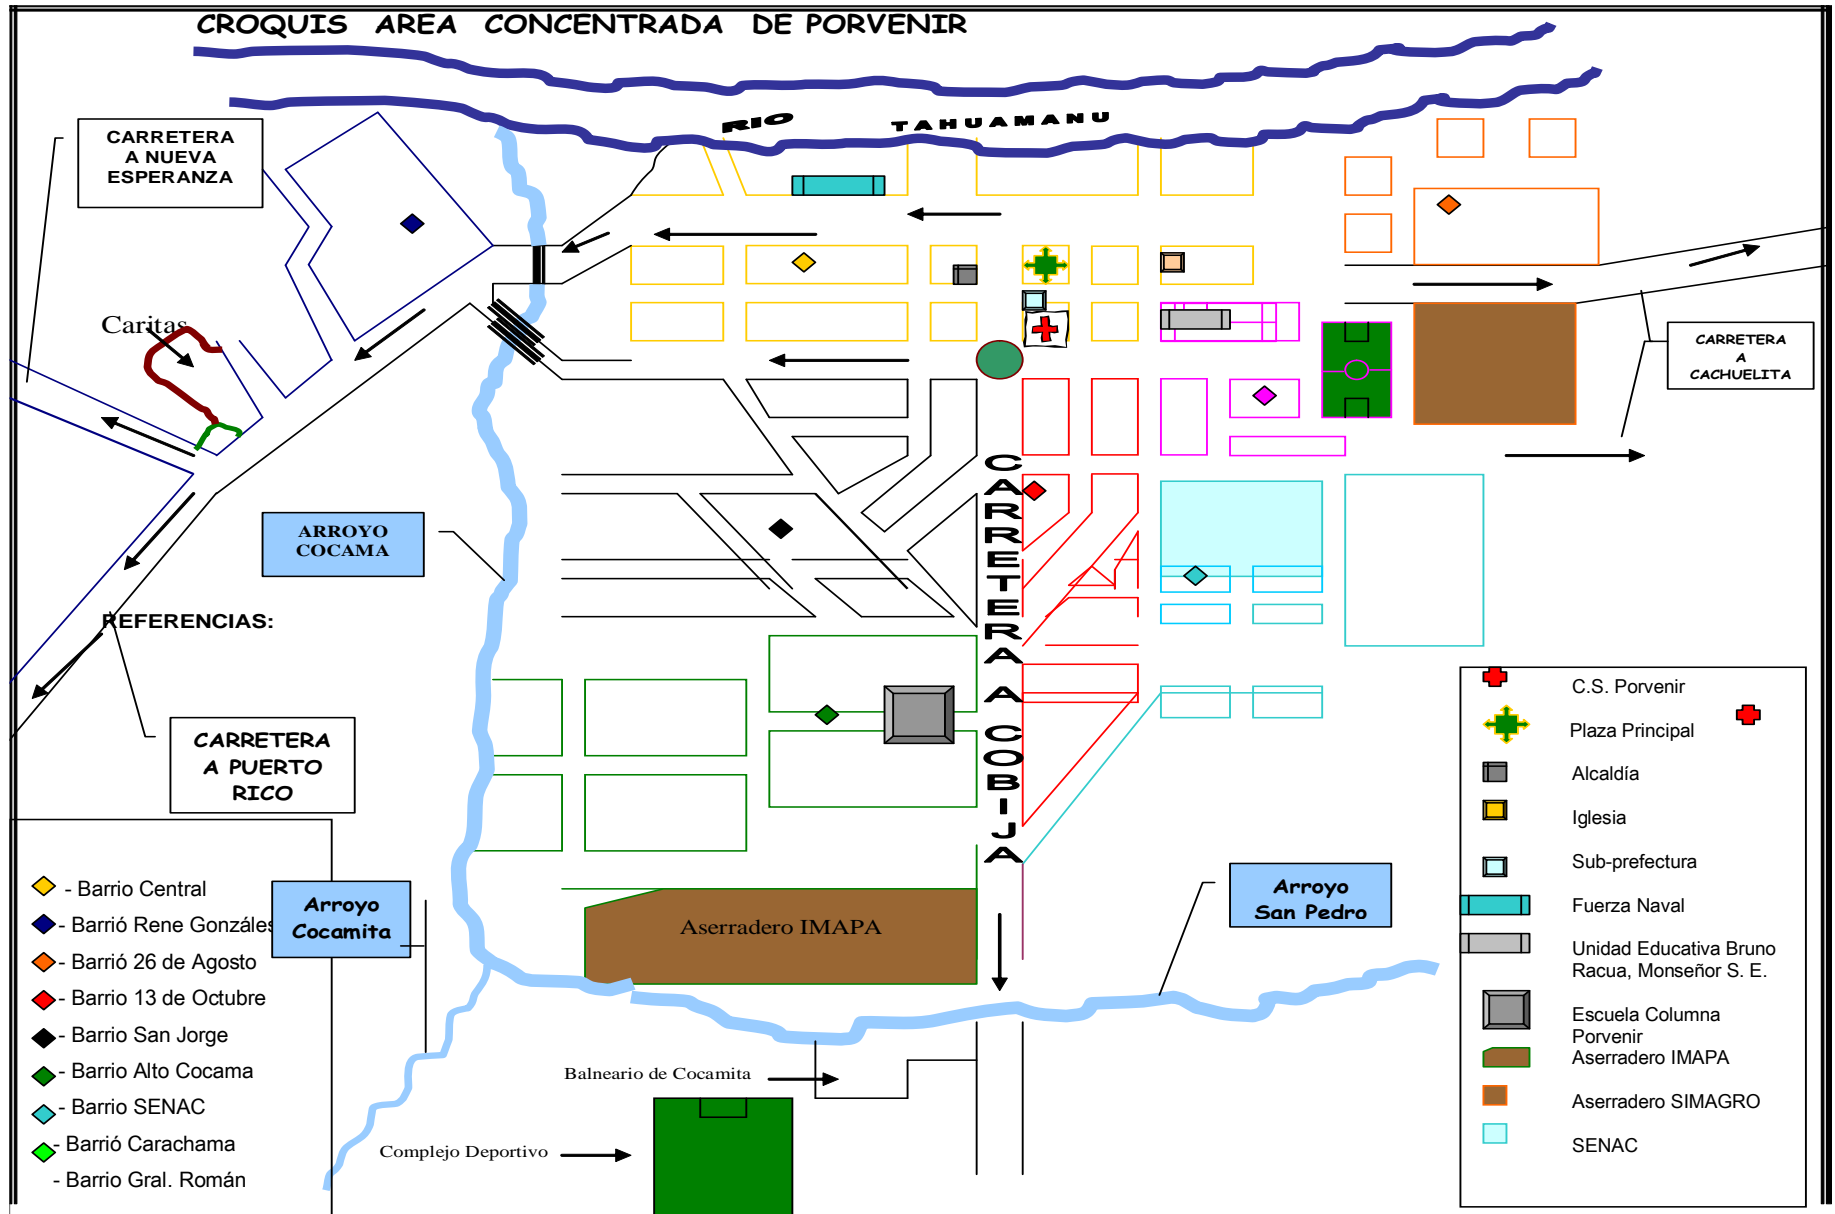 CROQUIS AREA CONCENTRADA DE PORVENIR
RIO TAHUAMANU
CARRETERA
A NUEVA
ESPERANZA
Caritas
CARRETERA
A
CACHUELITA
ARROYO
COCAMA
CARRETERA A COBIJA
REFERENCIAS:
CARRETERA
A PUERTO
RICO
- Barrio Central
- Barrió Rene Gonzáles
- Barrió 26 de Agosto
- Barrio 13 de Octubre
- Barrio San Jorge
- Barrio Alto Cocama
- Barrio SENAC
- Barrió Carachama
- Barrio Gral. Román
Arroyo
Cocamita
Aserradero IMAPA
Arroyo
San Pedro
Balneario de Cocamita
Complejo Deportivo
C.S. Porvenir
Plaza Principal
Alcaldía
Iglesia
Sub-prefectura
Fuerza Naval
Unidad Educativa Bruno
Racua, Monseñor S. E.
Escuela Columna
Porvenir
Aserradero IMAPA
Aserradero SIMAGRO
SENAC